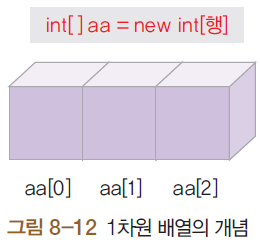 int[ ] aa = new int[행]
aa[0] aa[1] aa[2]
그림 8-12 1차원 배열의 개념